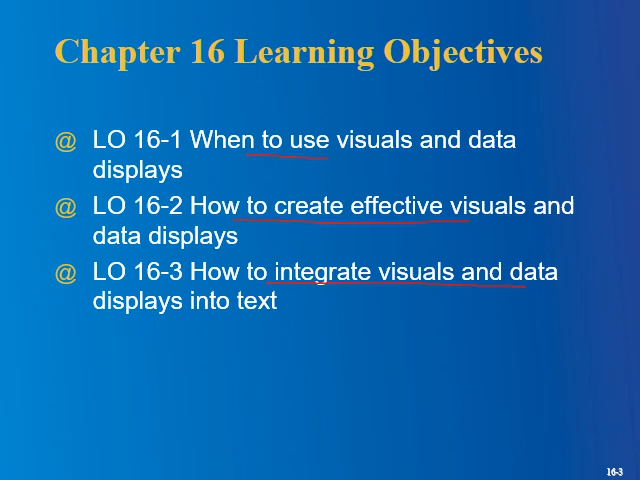 Chapter 16 Learning Objectives
@ LO 16-1 When to use visuals and data
displays
@ LO 16-2 How to create effective visuals and
data displays
@ LO 16-3 How to integrate visuals and data
displays into text
16-3